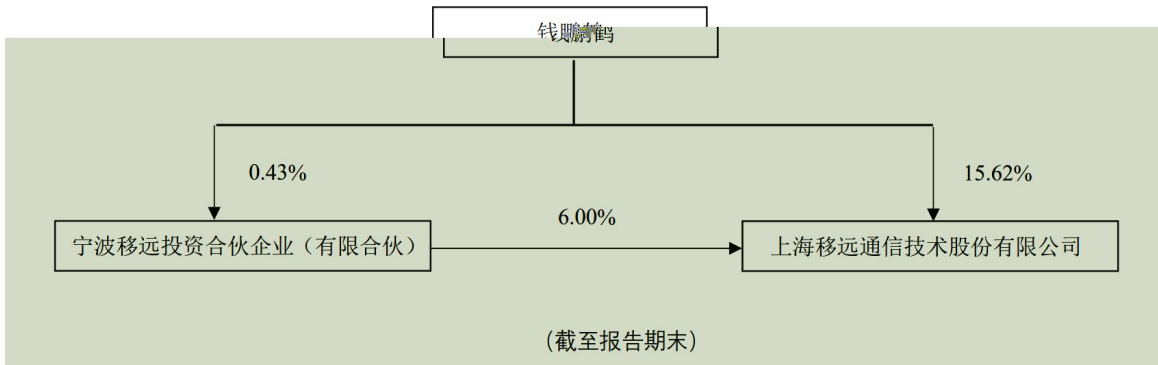 钱鹏鹤
0.43%
15.62%
6.00%
宁波移远投资合伙企业（有限合伙）
上海移远通信技术股份有限公司
（截至报告期末）